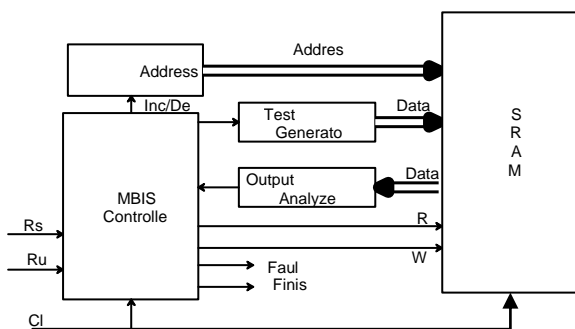 Addres
Address
Inc/De
Test
Generato
Data
S
R
A
M
Output
Analyze
Data
MBIS
Controlle
Rs
Ru
R
W
Faul
Finis
Cl